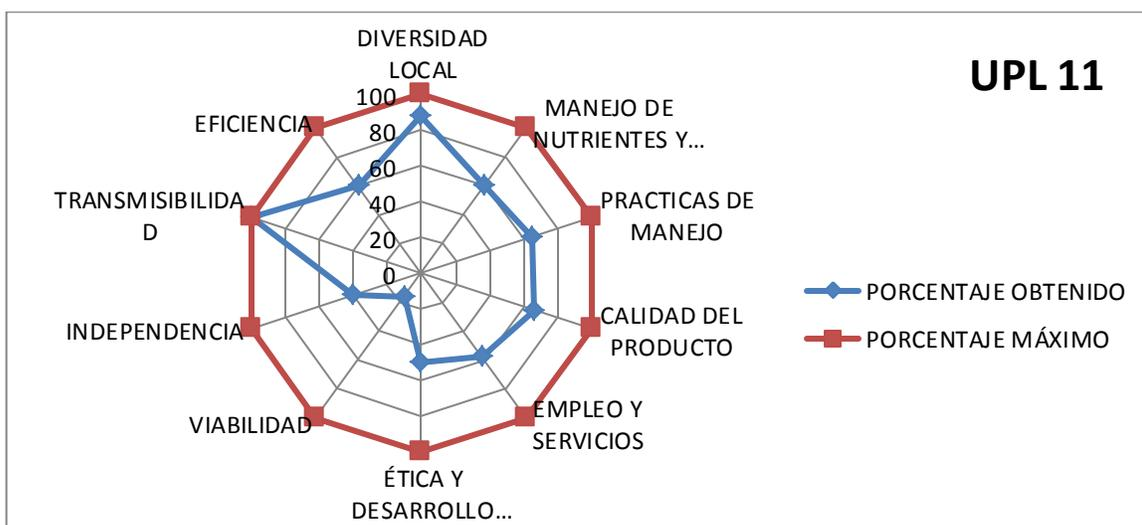 UPL 11
DIVERSIDAD
LOCAL
MANEJO DE
NUTRIENTES Y...
PRACTICAS DE
MANEJO
CALIDAD DEL
PRODUCTO
EMPLEO Y
SERVICIOS
ÉTICA Y
DESARROLLO...
VIABILIDAD
INDEPENDENCIA
TRANSMISIBILIDA
D
EFICIENCIA
100
80
60
40
20
0
PORCENTAJE OBTENIDO
PORCENTAJE MÁXIMO